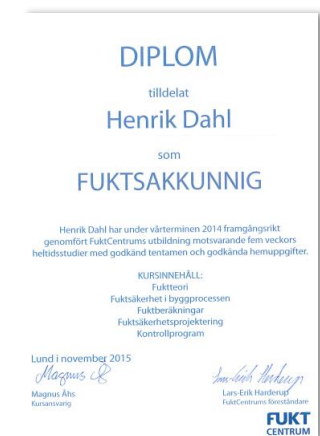 DIPLOM
tilldelat
Henrik Dahl
som
FUKTSAKKUNNIG
Henrik Dahl har under vårterminen 2014 framgångsrikt
genomfört FuktCentrums utbildning motsvarande fem veckors
heltidsstudier med godkänd tentamen och godkända hemuppgifter.
KURSINNEHÅLL:
Fuktteori
Fuktsäkerhet i byggprocessen
Fuktberäkningar
Fuktsäkerhetsprojektering
Kontrollprogram
Lund i november 2015
Magnus Åhs
Kursansvarig
Lars-Erik Harderup
FuktCentrums föreståndare
FUKT
CENTRUM